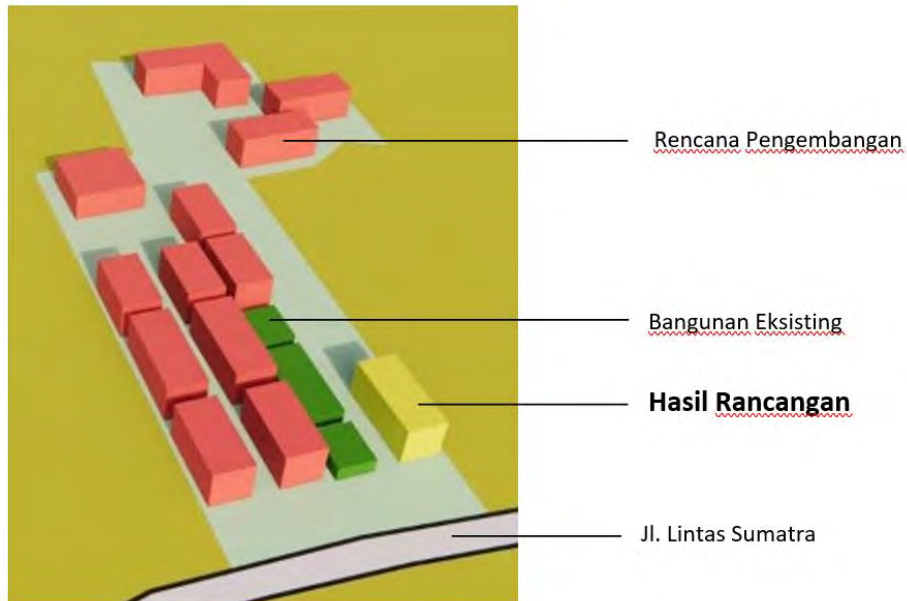 Rencana Pengembangan
Bangunan Eksisting
Hasil Rancangan
Jl. Lintas Sumatra